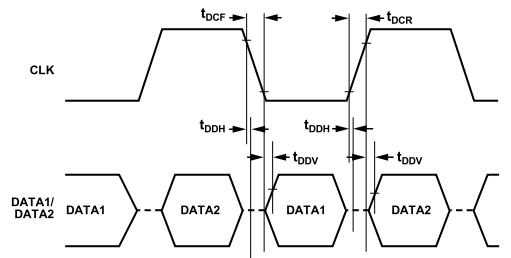 tDCF
tDCR
CLK
tDDH
tDDH
tDDV
tDDV
DATA1/
DATA2
DATA1
DATA2
DATA1
DATA2